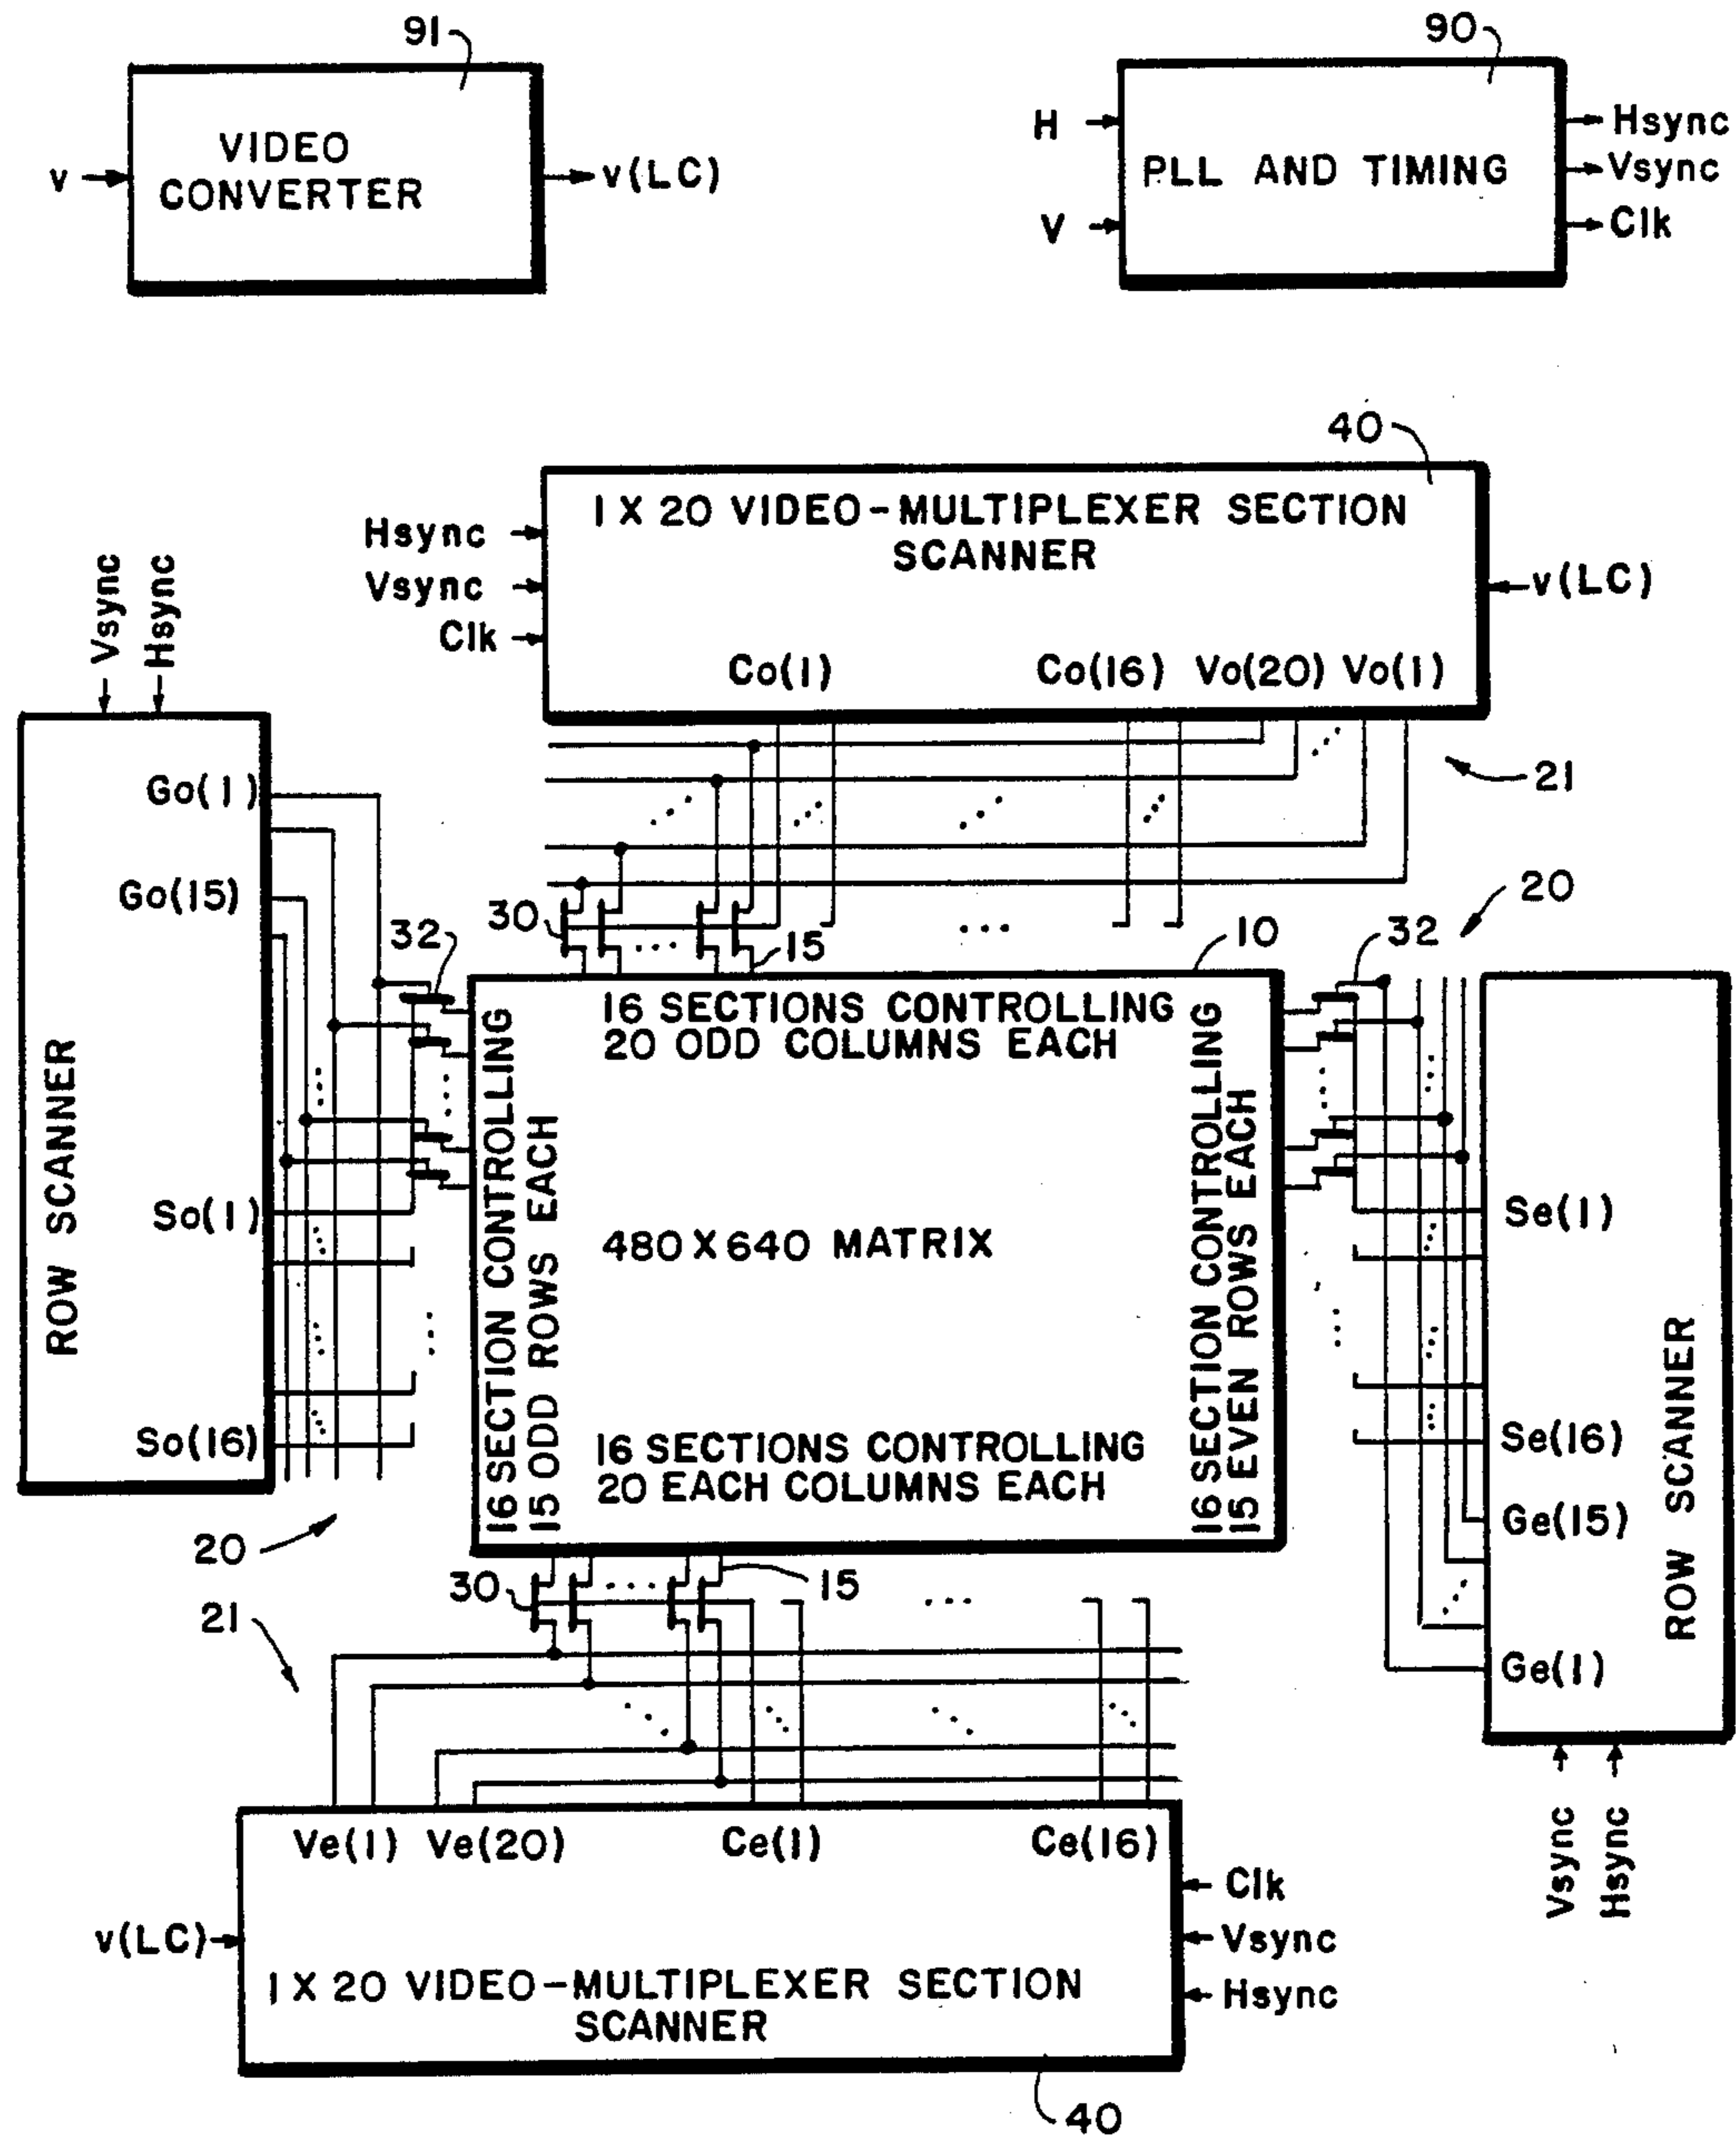 91
90
VIDEO
CONVERTER
v
v(LC)
H
V
PLL AND TIMING
Hsync
Vsync
Clk
40
1 X 20 VIDEO-MULTIPLEXER SECTION
SCANNER
Hsync
Vsync
Clk
v(LC)
Co(1)
Co(16)
Vo(20)
Vo(1)
21
Vsync
Hsync
ROW SCANNER
Go(1)
Go(15)
So(1)
So(16)
30
32
15
10
32
20
16 SECTIONS CONTROLLING
20 ODD COLUMNS EACH
16 SECTION CONTROLLING
15 ODD ROWS EACH
480 X 640 MATRIX
16 SECTION CONTROLLING
15 EVEN ROWS EACH
16 SECTIONS CONTROLLING
20 EACH COLUMNS EACH
Se(1)
Se(16)
Ge(15)
Ge(1)
ROW SCANNER
Vsync
Hsync
20
21
30
15
Ve(1)
Ve(20)
Ce(1)
Ce(16)
v(LC)
Clk
Vsync
Hsync
1 X 20 VIDEO-MULTIPLEXER SECTION
SCANNER
40